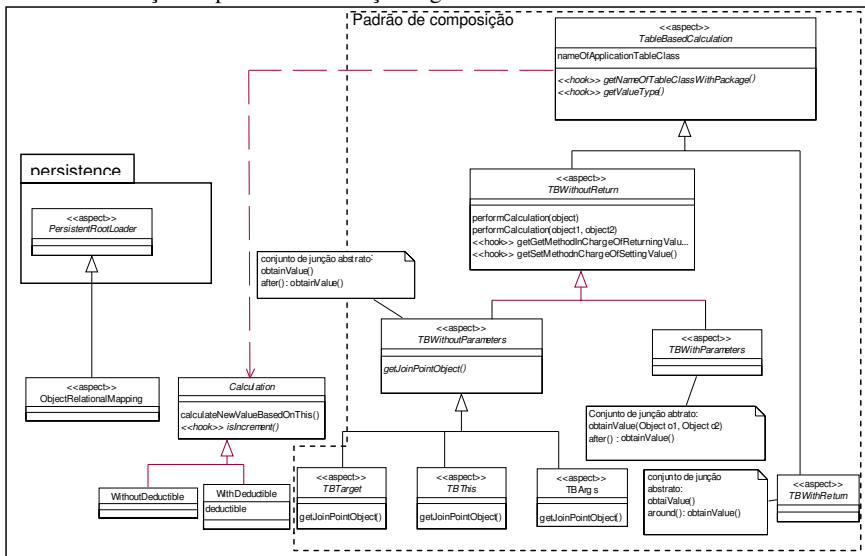 Padrão de composição
<<aspect>>
TableBasedCalculation
nameOfApplicationTableClass
<<hook>> getNameOfTableClassWithPackage()
<<hook>> getValueType()
persistence
<<aspect>>
PersistentRootLoader
<<aspect>>
TBWithoutReturn
performCalculation(object)
performCalculation(object1, object2)
<<hook>> getGetMethodInChargeOfReturningValu...
<<hook>> getSetMethodnChargeOfSettingValue()
conjunto de junção abstrato:
obtainValue()
after() : obtainValue()
<<aspect>>
TBWithoutParameters
getJoinPointObject()
<<aspect>>
TBWithParameters
<<aspect>>
ObjectRelationalMapping
Calculation
calculateNewValueBasedOnThis()
<<hook>> isIncrement()
Conjunto de junção abtrato:
obtainValue(Object o1, Object o2)
after() : obtainValue()
WithoutDeductible
WithDeductible
deductible
<<aspect>>
TBTarget
getJoinPointObject()
<<aspect>>
TBThis
getJoinPointObject()
<<aspect>>
TBArgs
getJoinPointObject()
conjunto de junção
abstrato:
obtaiValue()
around(): obtainValue()
<<aspect>>
TBWithReturn